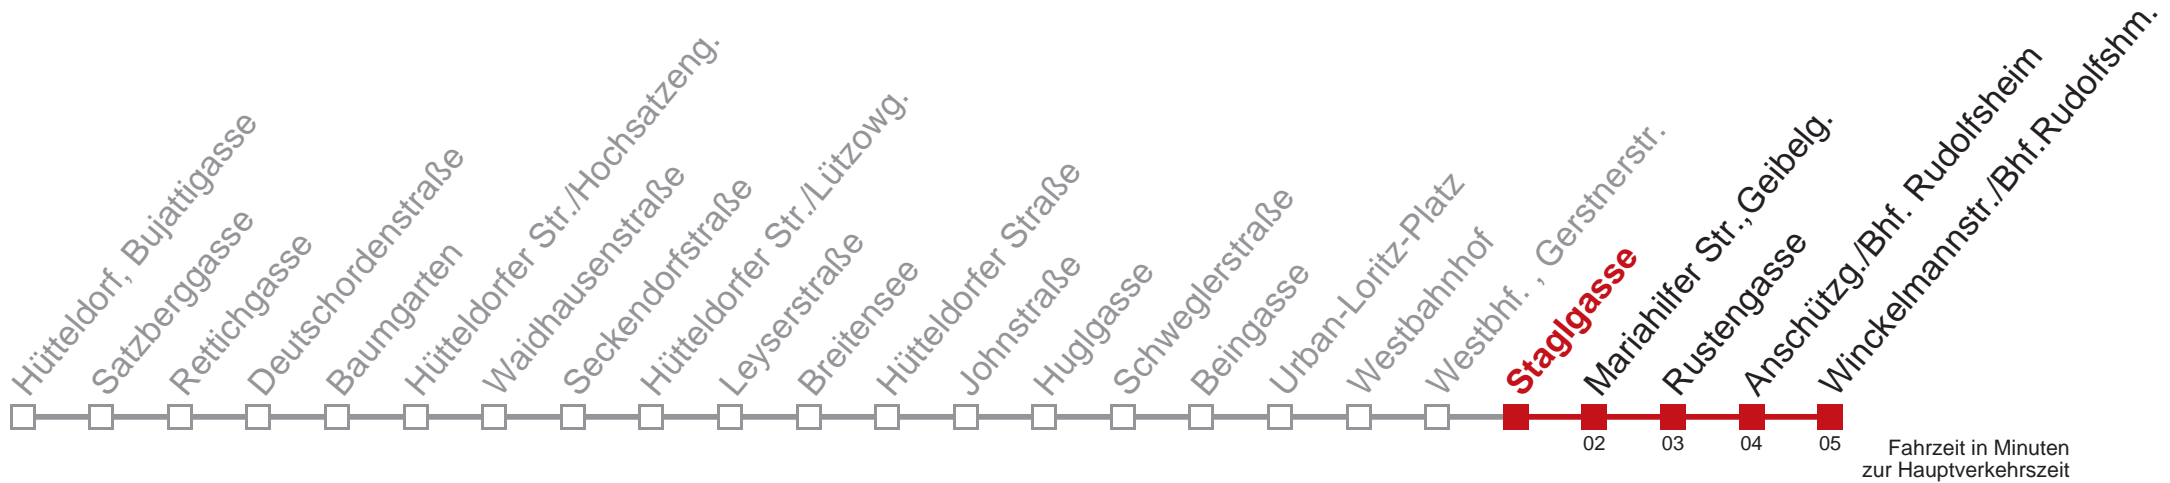 Hütteldorf, Bujattigasse
Satzberggasse
Rettichgasse
Deutschordenstraße
Baumgarten
Hütteldorfer Str./Hochsatzeng.
Waidhausenstraße
Seckendorfstraße
Hütteldorfer Str./Lützowg.
Leyserstraße
Breitensee
Hütteldorfer Straße
Johnstraße
Huglgasse
Schweglerstraße
Beingasse
Urban-Loritz-Platz
Westbahnhof
Westbhf. , Gerstnerstr.
Staglgasse
Mariahilfer Str.,Geibelg.
Rustengasse
Anschützg./Bhf. Rudolfsheim
Winckelmannstr./Bhf.Rudolfshm.
02 03 04 05
Fahrzeit in Minuten
zur Hauptverkehrszeit